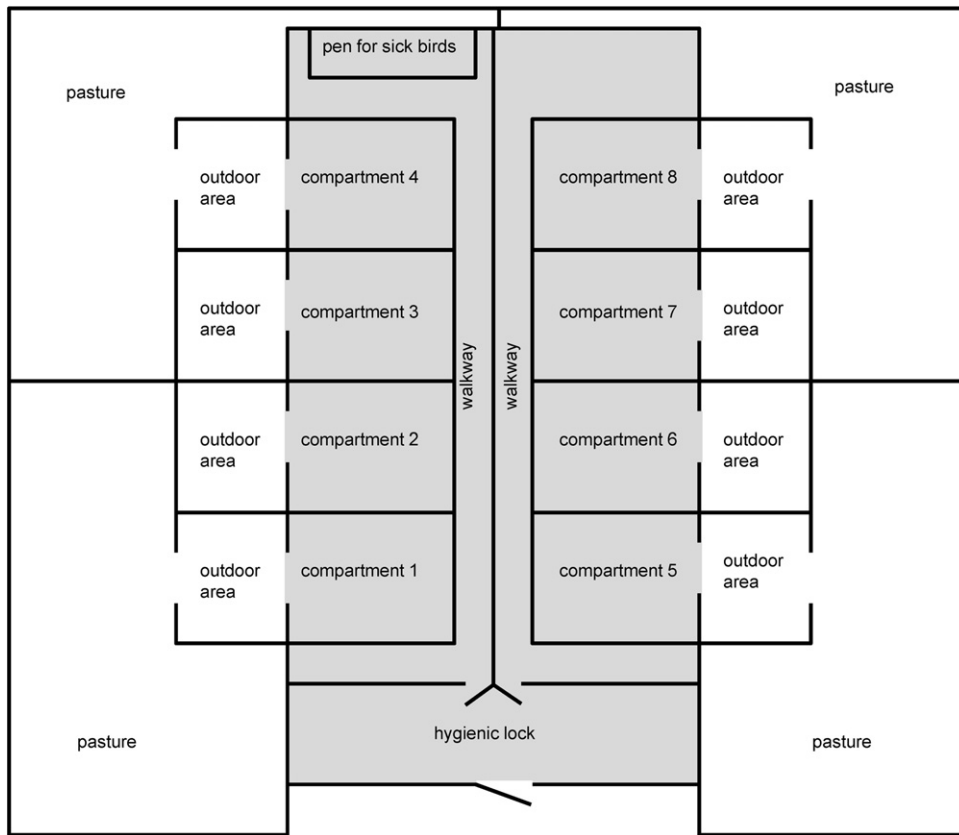 pen for sick birds
pasture
pasture
outdoor
area
compartment 4
compartment 8
outdoor
area
outdoor
area
compartment 3
compartment 7
outdoor
area
walkway
walkway
outdoor
area
compartment 2
compartment 6
outdoor
area
outdoor
area
compartment 1
compartment 5
outdoor
area
pasture
hygienic lock
pasture